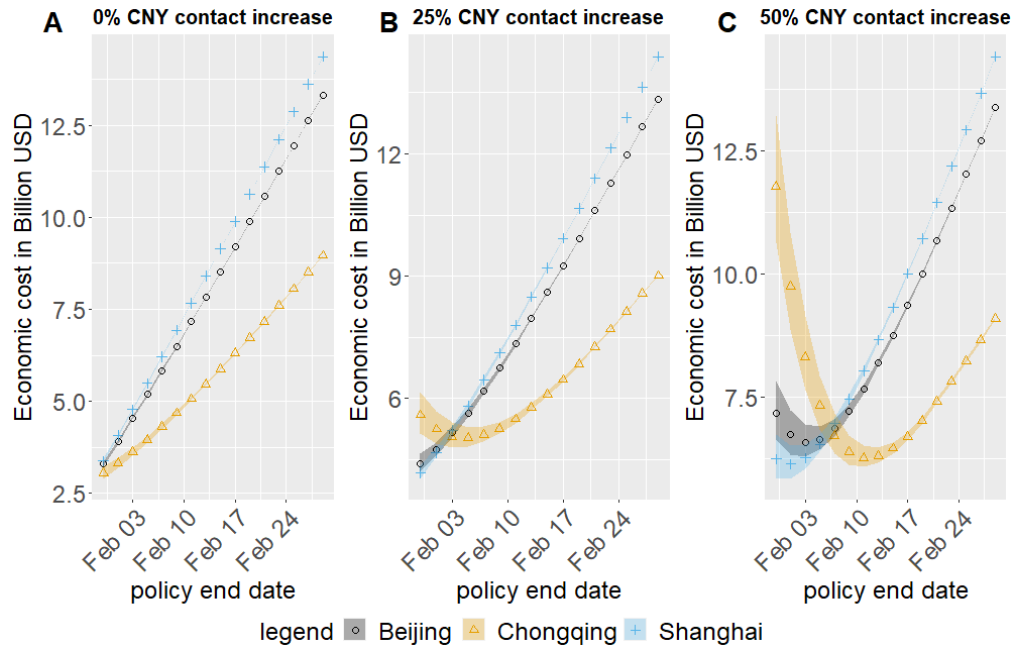 A
0% CNY contact increase
Economic cost in Billion USD
12.5
10.0
7.5
5.0
2.5
Feb 03
Feb 10
Feb 17
Feb 24
policy end date
B
25% CNY contact increase
Economic cost in Billion USD
12
9
6
Feb 03
Feb 10
Feb 17
Feb 24
policy end date
C
50% CNY contact increase
Economic cost in Billion USD
12.5
10.0
7.5
Feb 03
Feb 10
Feb 17
Feb 24
policy end date
legend Beijing Chongqing Shanghai